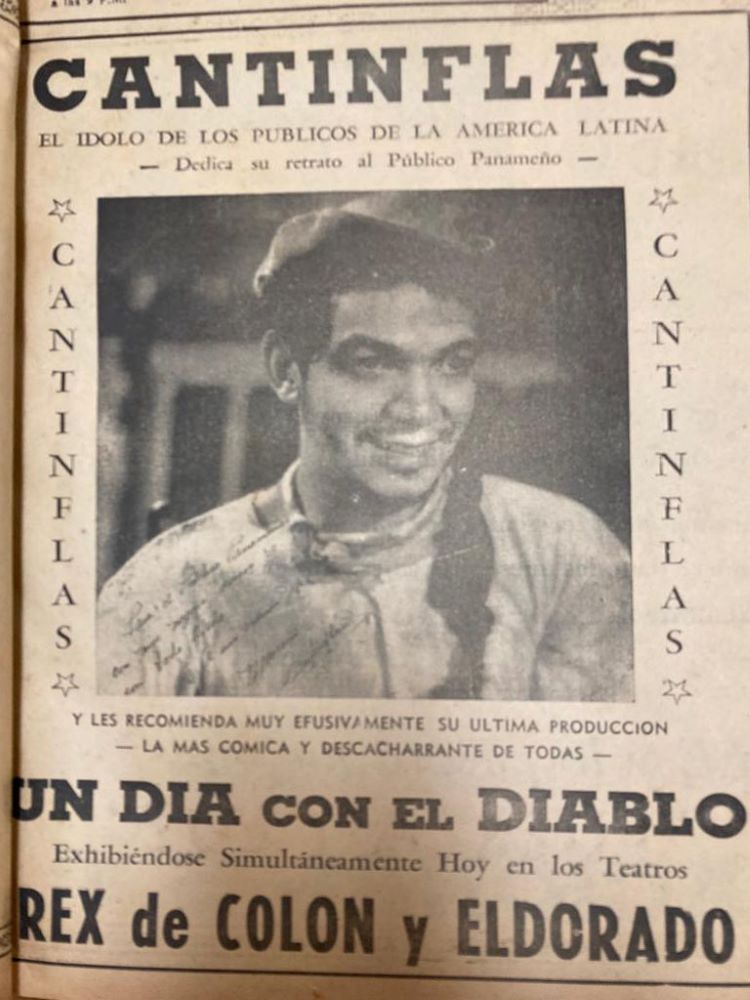 CANTINFLAS
EL IDOLO DE LOS PUBLICOS DE LA AMERICA LATINA
— Dedica su retrato al Público Panameño —
CANTINFLAS
CANTINFLAS
Y LES RECOMIENDA MUY EFUSIVAMENTE SU ULTIMA PRODUCCION
— LA MAS COMICA Y DESCACHARRANTE DE TODAS —
UN DIA CON EL DIABLO
Exhibiéndose Simultáneamente Hoy en los Teatros
REX de COLON y ELDORADO